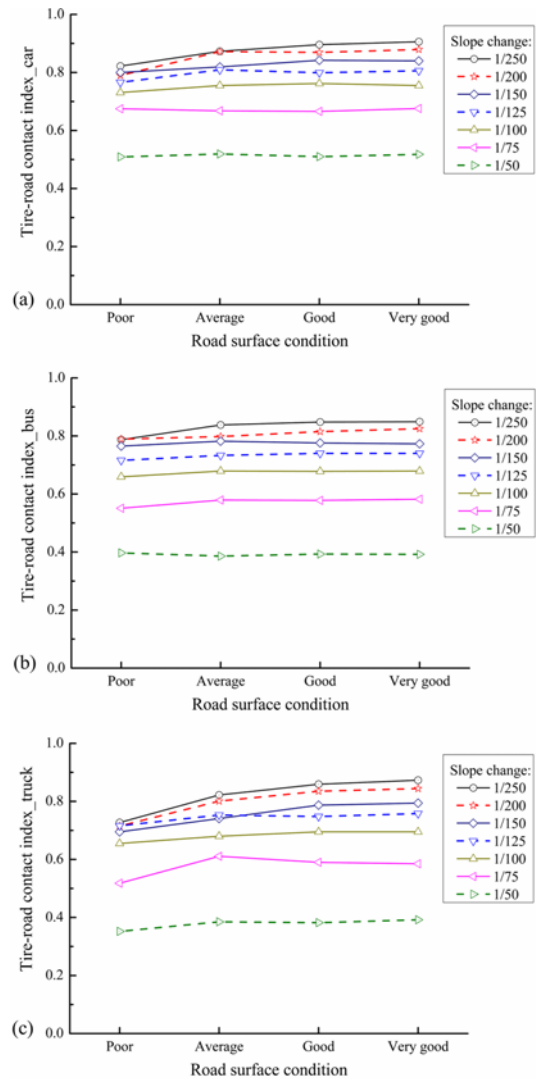 Tire-road contact index_car
1.0
0.8
0.6
0.4
0.2
0.0
Poor
Average
Good
Very good
Road surface condition
(a)
Slope change:
1/250
1/200
1/150
1/125
1/100
1/75
1/50
Tire-road contact index_bus
1.0
0.8
0.6
0.4
0.2
0.0
Poor
Average
Good
Very good
Road surface condition
(b)
Slope change:
1/250
1/200
1/150
1/125
1/100
1/75
1/50
Tire-road contact index_truck
1.0
0.8
0.6
0.4
0.2
0.0
Poor
Average
Good
Very good
Road surface condition
(c)
Slope change:
1/250
1/200
1/150
1/125
1/100
1/75
1/50